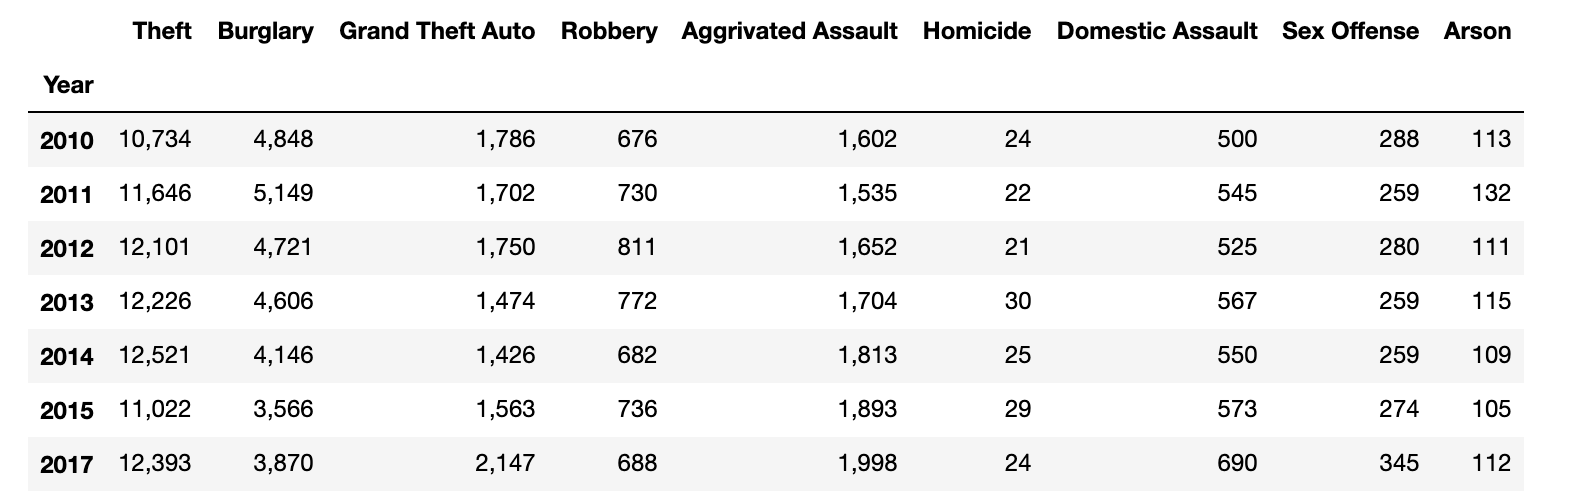 Theft Burglary Grand Theft Auto Robbery Aggrivated Assault Homicide Domestic Assault Sex Offense Arson
Year
2010 10,734 4,848 1,786 676 1,602 24 500 288 113
2011 11,646 5,149 1,702 730 1,535 22 545 259 132
2012 12,101 4,721 1,750 811 1,652 21 525 280 111
2013 12,226 4,606 1,474 772 1,704 30 567 259 115
2014 12,521 4,146 1,426 682 1,813 25 550 259 109
2015 11,022 3,566 1,563 736 1,893 29 573 274 105
2017 12,393 3,870 2,147 688 1,998 24 690 345 112